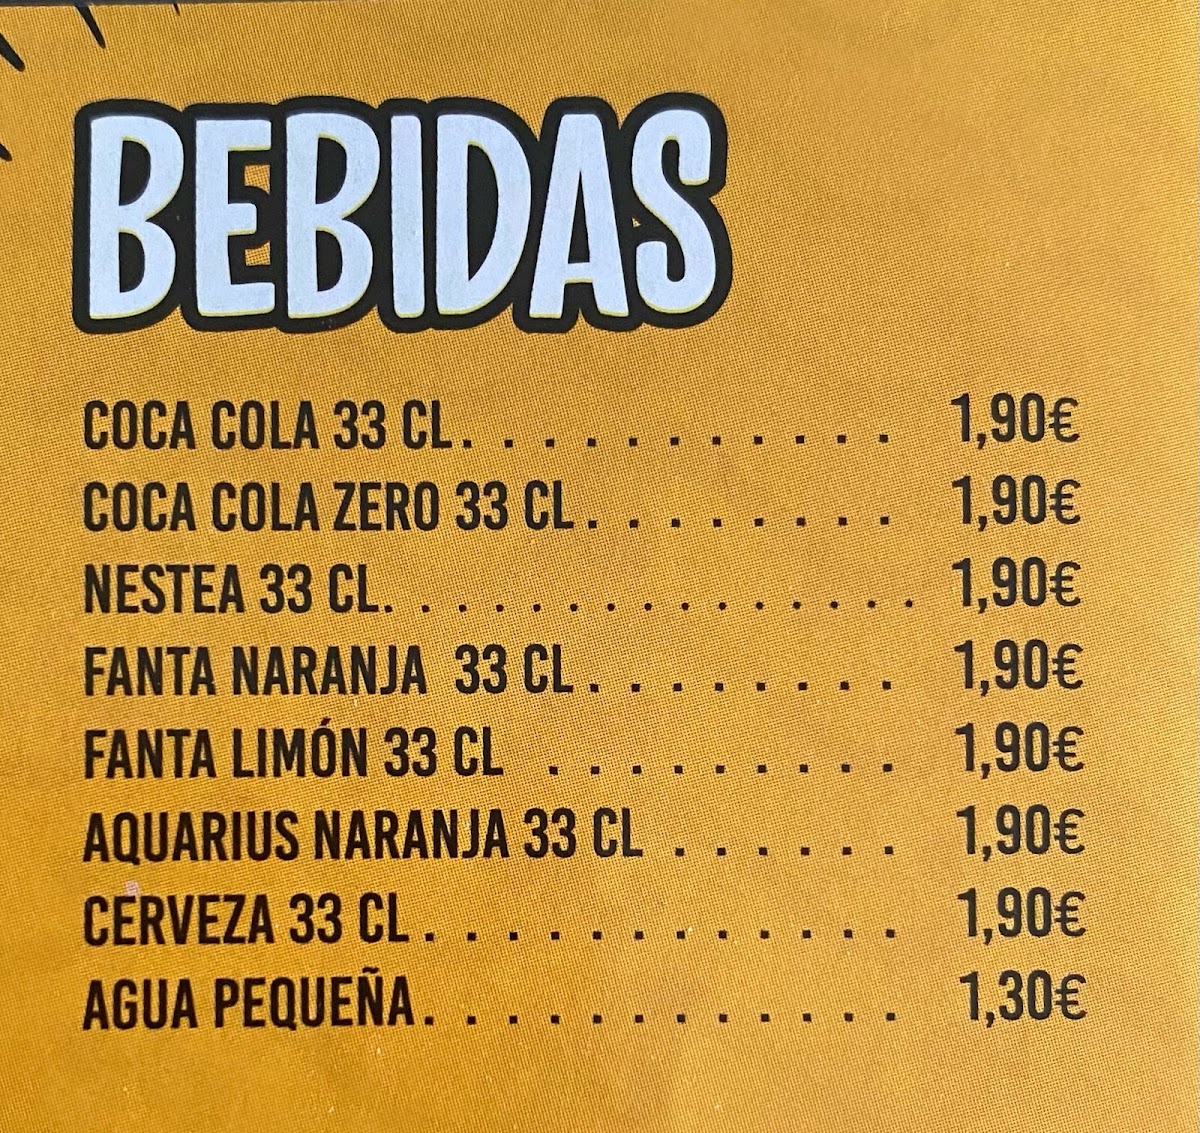 BEBIDAS
COCA COLA 33 CL. . . . . . . . . . . 1,90€
COCA COLA ZERO 33 CL. . . . . . . . 1,90€
NESTEA 33 CL. . . . . . . . . . . . . . . 1,90€
FANTA NARANJA  33 CL. . . . . . . . 1,90€
FANTA LIMÓN 33 CL  . . . . . . . . . 1,90€
AQUARIUS NARANJA 33 CL . . . . . . 1,90€
CERVEZA 33 CL. . . . . . . . . . . . 1,90€
AGUA PEQUEÑA. . . . . . . . . . . . 1,30€